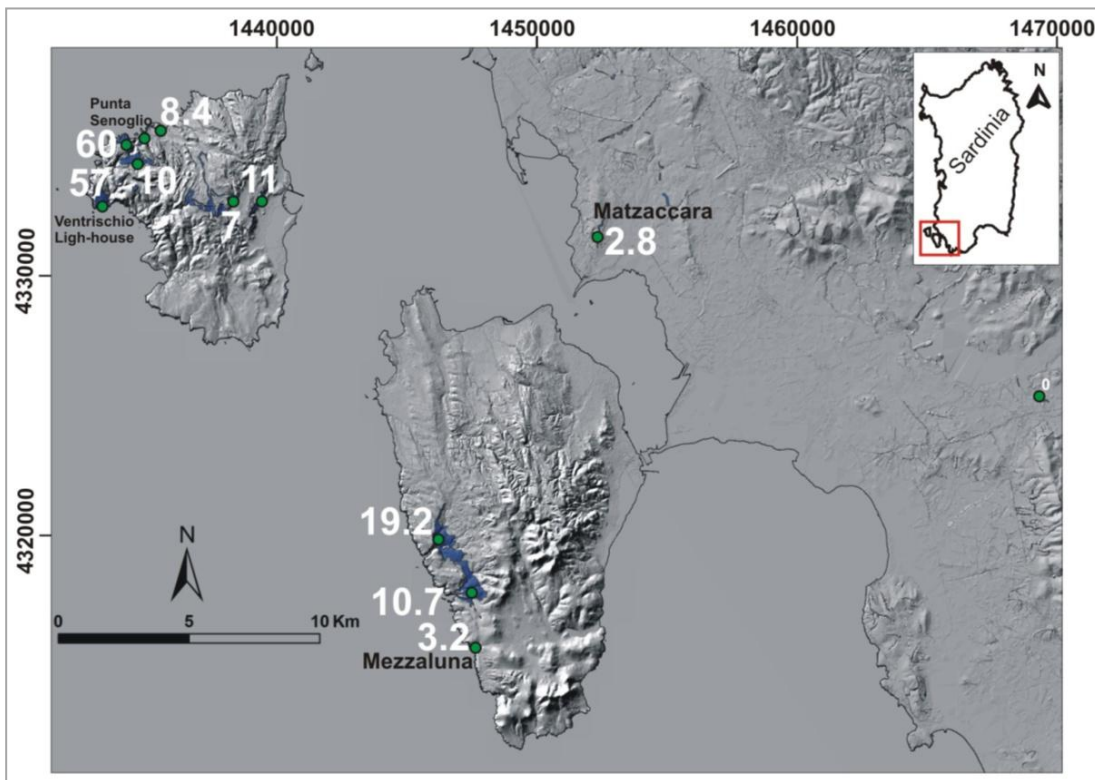 1440000
1450000
1460000
1470000
Punta
Senoglio
8.4
60
57
10
11
7
Ventrischio
Ligh-house
Matzaccara
2.8
N
Sardinia
4330000
0
4320000
19.2
10.7
3.2
Mezzaluna
N
0
5
10 Km